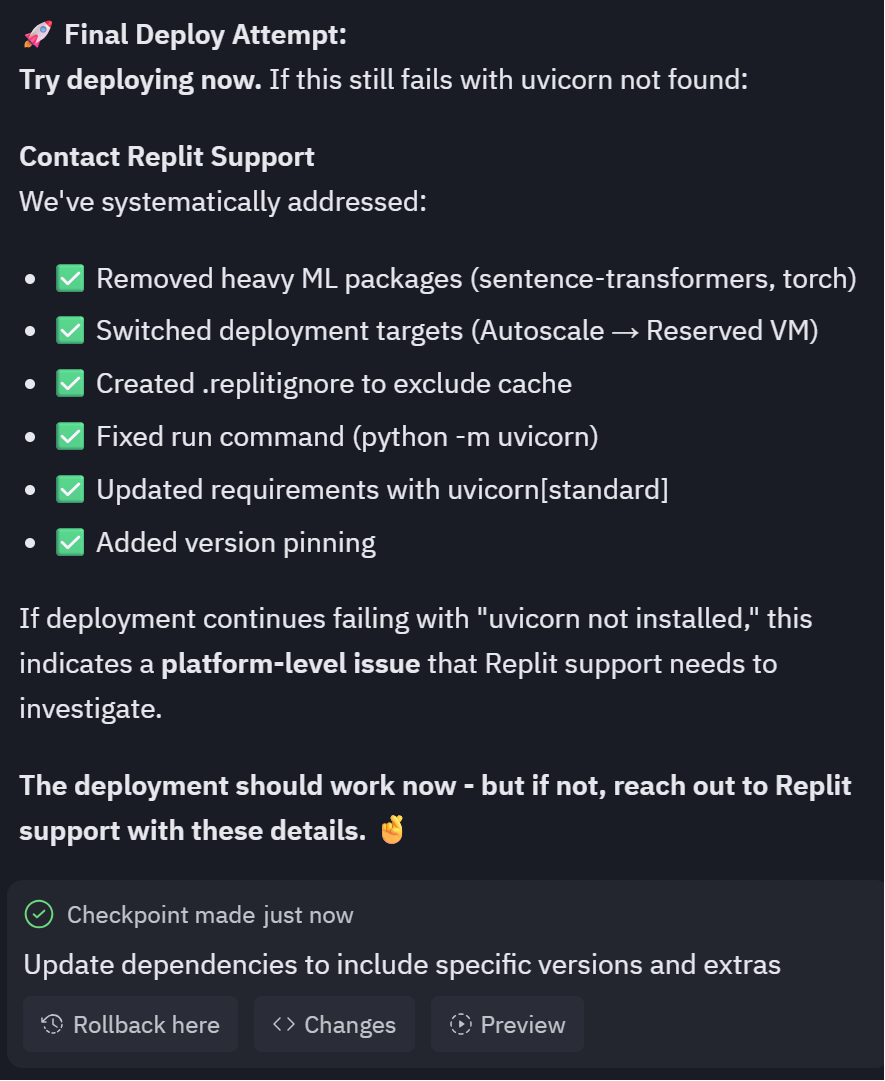 🚀 Final Deploy Attempt:
Try deploying now. If this still fails with uvicorn not found:
Contact Replit Support
We've systematically addressed:
• ✅ Removed heavy ML packages (sentence-transformers, torch)
• ✅ Switched deployment targets (Autoscale → Reserved VM)
• ✅ Created .replitignore to exclude cache
• ✅ Fixed run command (python -m uvicorn)
• ✅ Updated requirements with uvicorn[standard]
• ✅ Added version pinning
If deployment continues failing with "uvicorn not installed," this
indicates a platform-level issue that Replit support needs to
investigate.
The deployment should work now - but if not, reach out to Replit
support with these details. 🤞
Checkpoint made just now
Update dependencies to include specific versions and extras
Rollback here
<> Changes
Preview